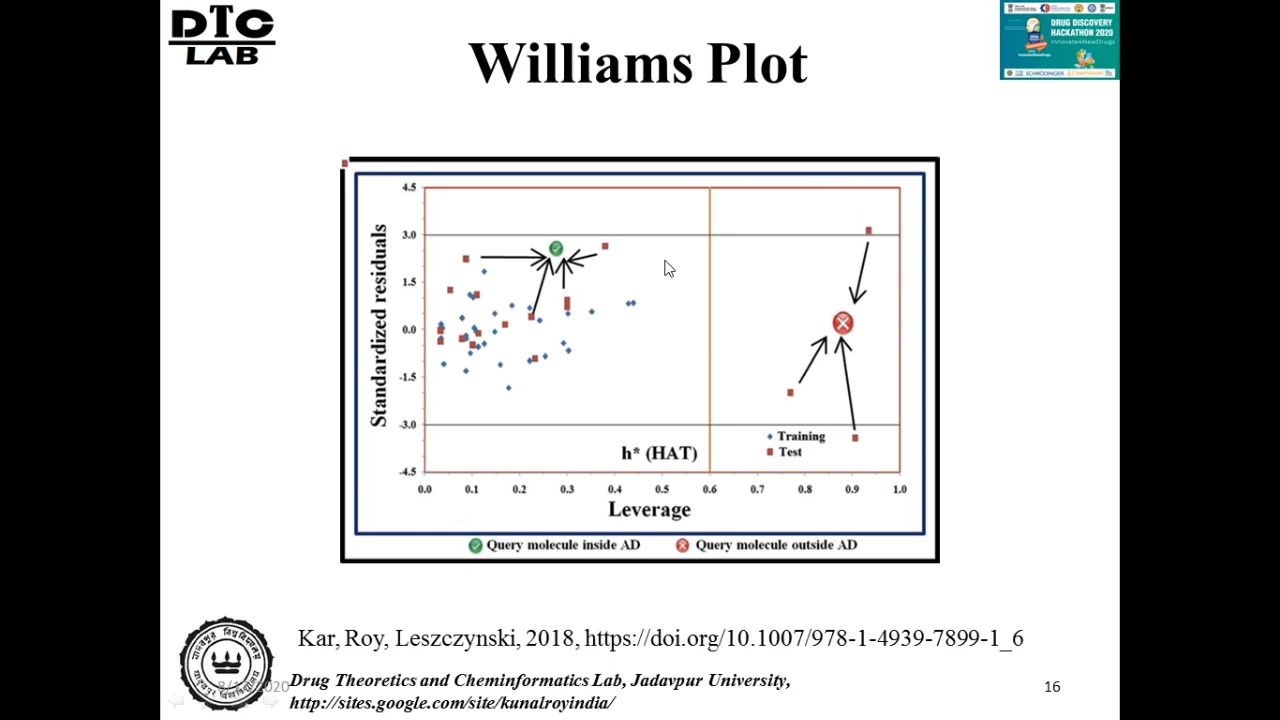 DTC
LAB
Williams Plot
DRUG DISCOVERY
HACKATHON 2020
SCHRÖDINGER
Standardized residuals
4.5
3.0
1.5
0.0
-1.5
-3.0
-4.5
h* (HAT)
Training
Test
0.0 0.1 0.2 0.3 0.4 0.5 0.6 0.7 0.8 0.9 1.0
Leverage
Query molecule inside AD Query molecule outside AD
Kar, Roy, Leszczynski, 2018, https://doi.org/10.1007/978-1-4939-7899-1_6
Drug Theoretics and Cheminformatics Lab, Jadavpur University,
http://sites.google.com/site/kunalroyindia/
16